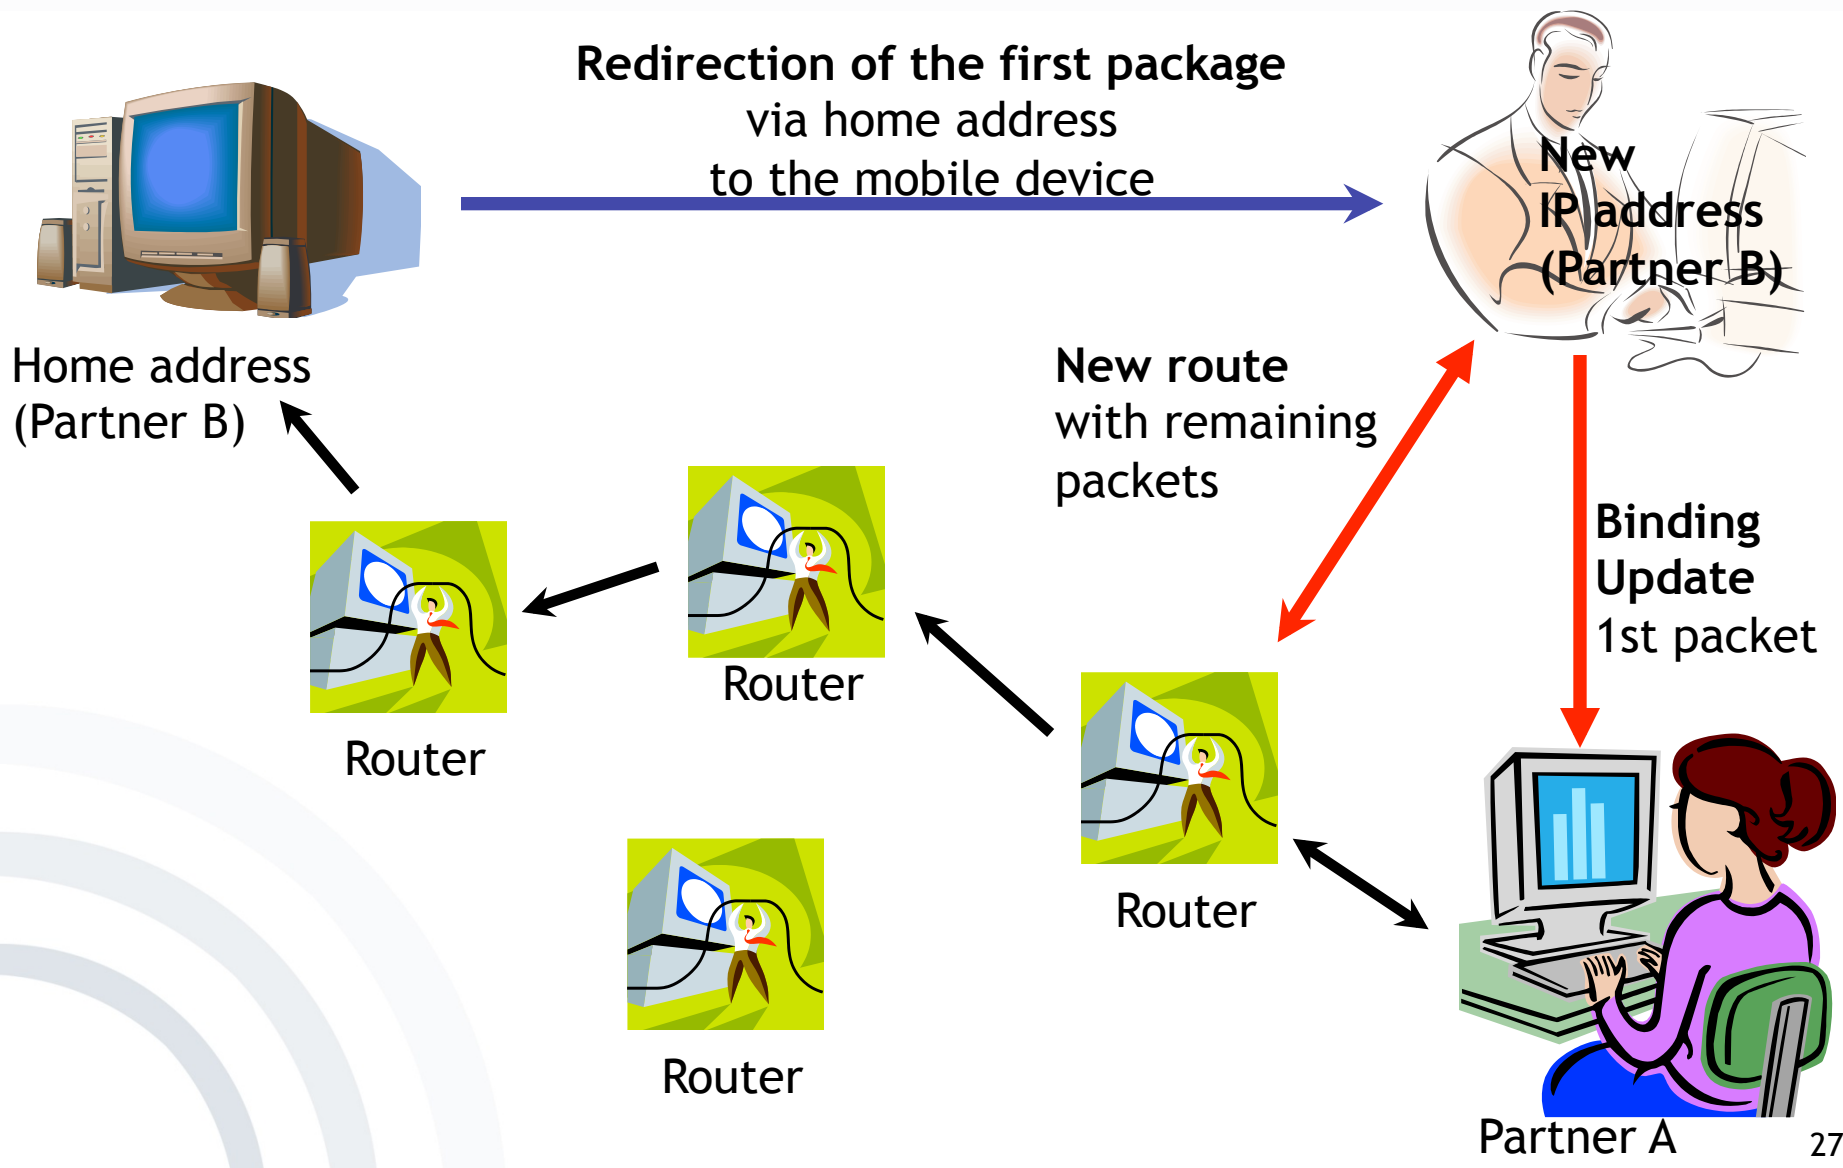 Redirection of the first package
via home address
to the mobile device
New
IP address
(Partner B)
Home address
(Partner B)
New route
with remaining
packets
Binding
Update
1st packet
Router
Router
Router
Router
Partner A
27